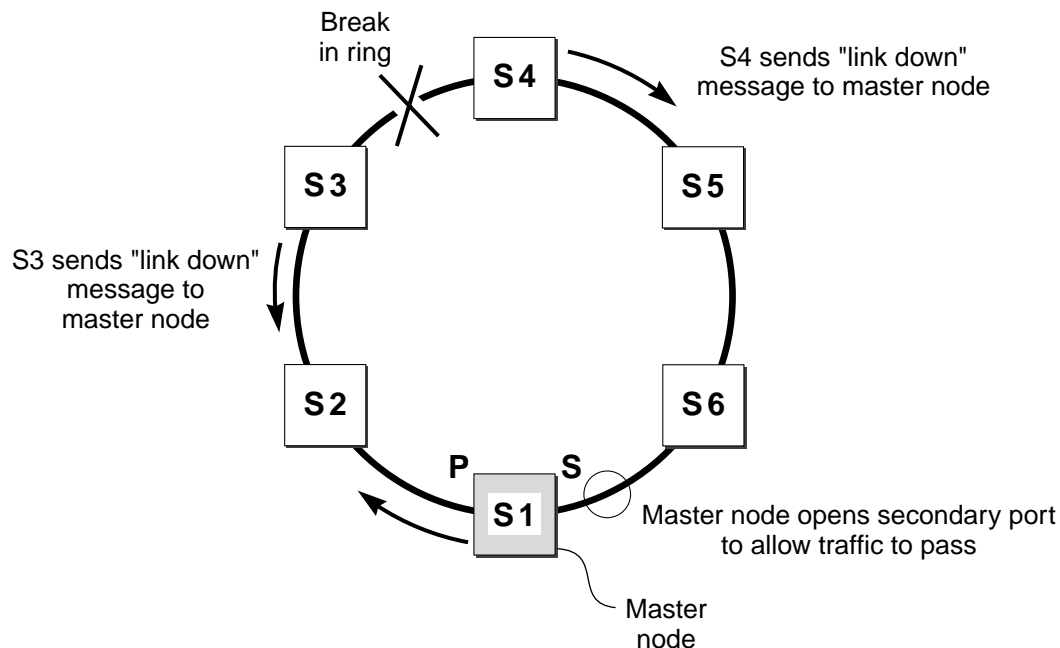 Break
in ring
S4
S4 sends "link down"
message to master node
S3
S5
S3 sends "link down"
message to
master node
S2
S6
P
S
S1
Master node opens secondary port
to allow traffic to pass
Master
node